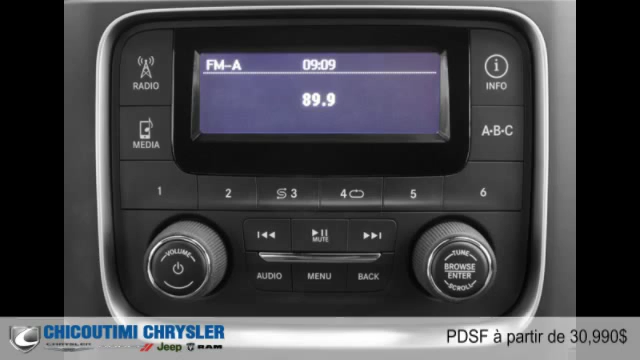 FM-A 09:09
89.9
RADIO
INFO
MEDIA
A-B-C
1 2 3 4 5 6
MUTE
VOLUME
TUNE
BROWSE
ENTER
SCROLL
AUDIO MENU BACK
CHICOUTIMI CHRYSLER
CHRYSLER Jeep RAM
PDSF à partir de 30,990$